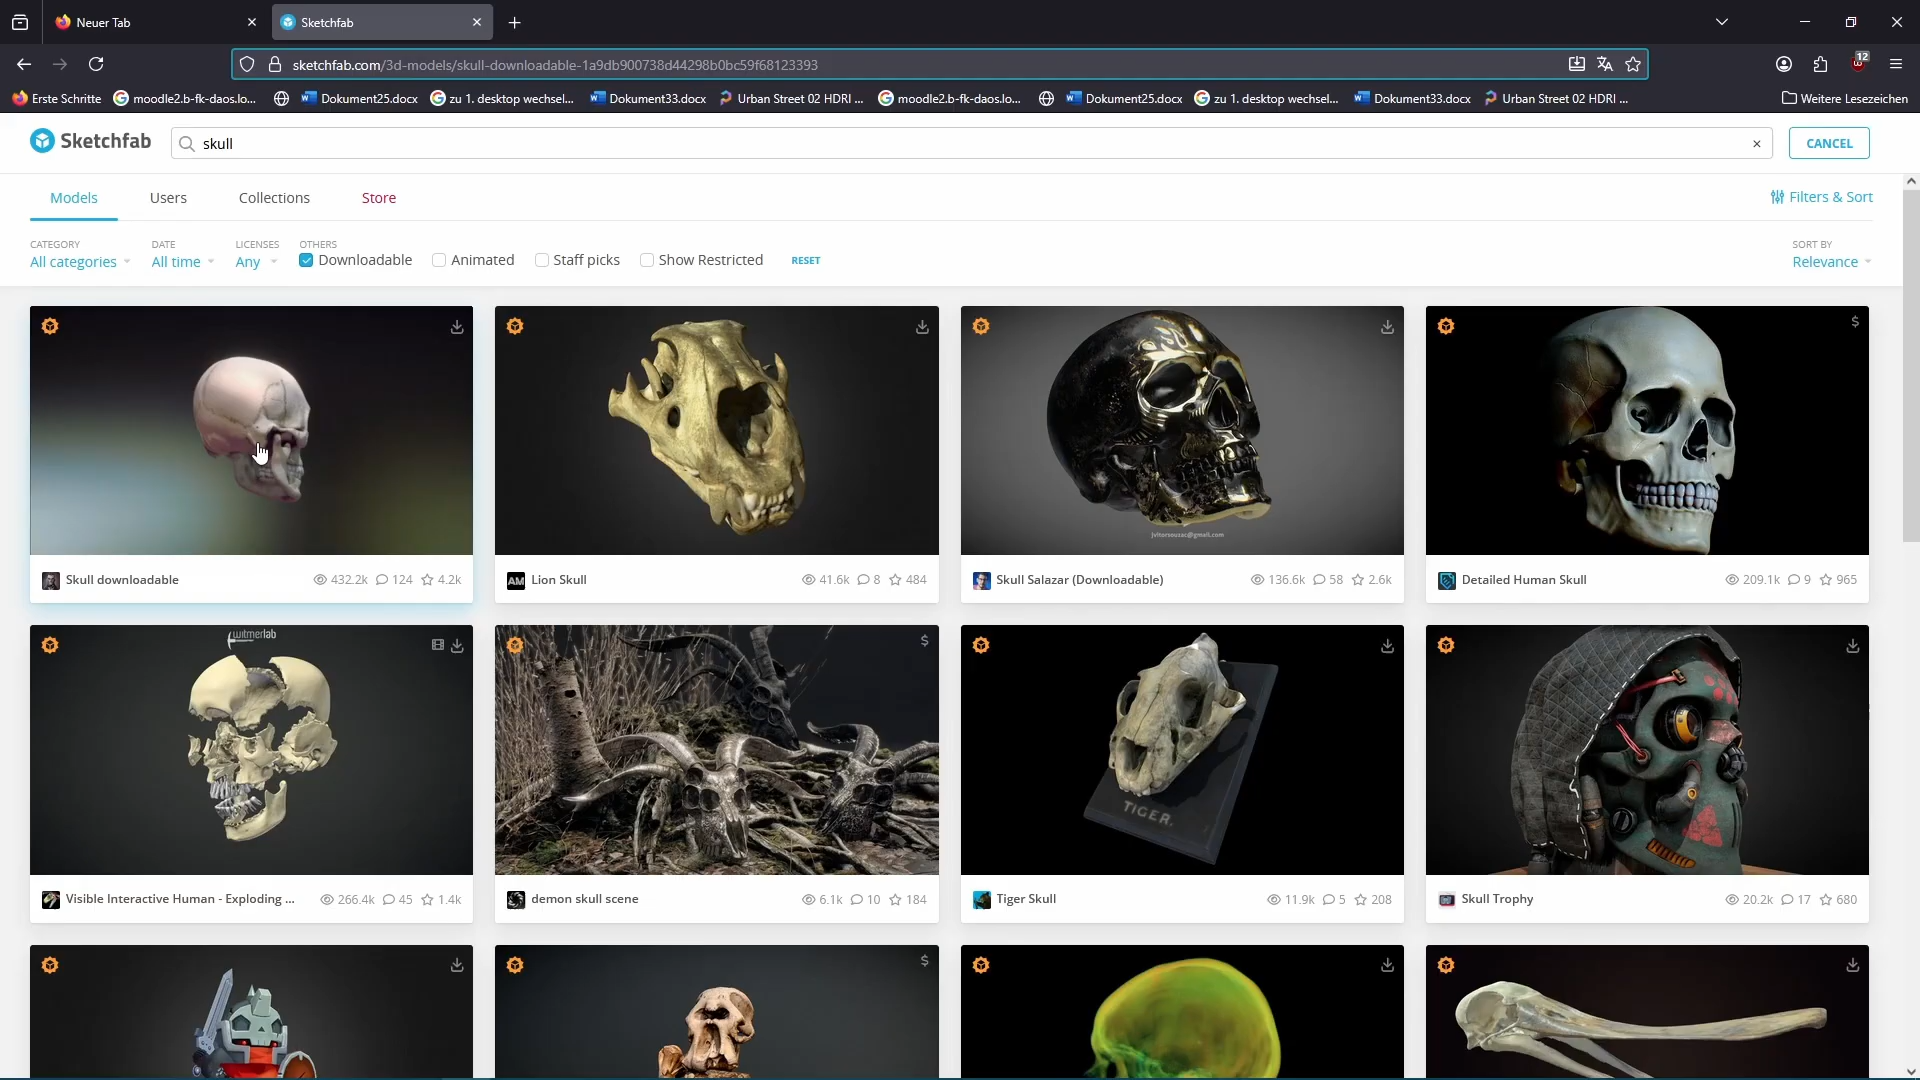 Neuer Tab
Sketchfab
sketchfab.com/3d-models/skull-downloadable-1a9db900738d44298b0bc59f68123393
12
Erste Schritte
moodle2.b-fk-daos.lo...
Dokument25.docx
zu 1. desktop wechsel...
Dokument33.docx
Urban Street 02 HDRI ...
moodle2.b-fk-daos.lo...
Dokument25.docx
zu 1. desktop wechsel...
Dokument33.docx
Urban Street 02 HDRI ...
Weitere Lesezeichen
Sketchfab
skull
CANCEL
Models
Users
Collections
Store
Filters & Sort
CATEGORY
DATE
LICENSES
OTHERS
SORT BY
All categories
All time
Any
Downloadable
Animated
Staff picks
Show Restricted
RESET
Relevance
jvitorsouzac@gmail.com
Skull downloadable
432.2k
124
4.2k
AM
Lion Skull
41.6k
8
484
Skull Salazar (Downloadable)
136.6k
58
2.6k
Detailed Human Skull
209.1k
9
965
witmerlab
TIGER.
Visible Interactive Human - Exploding ...
266.4k
45
1.4k
demon skull scene
6.1k
10
184
Tiger Skull
11.9k
5
208
Skull Trophy
20.2k
17
680